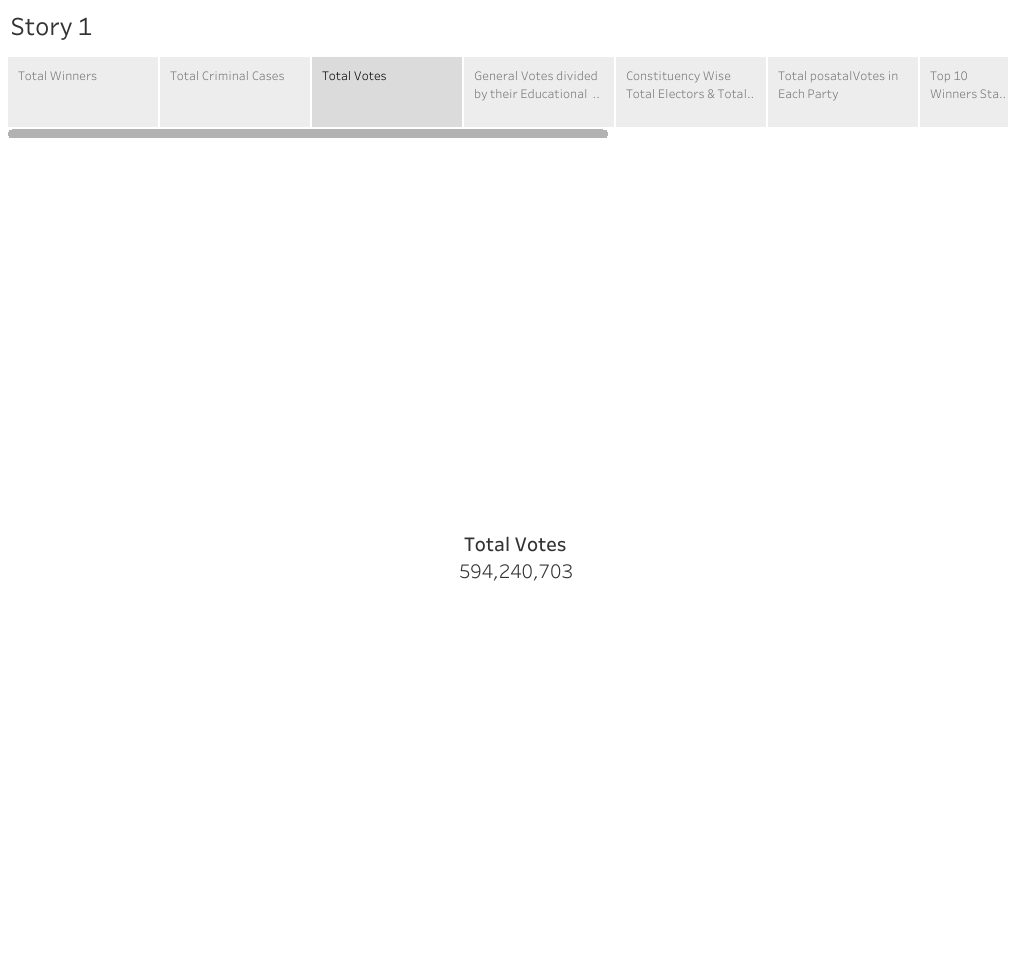 Story 1
Total Winners
Total Criminal Cases
Total Votes
General Votes divided
by their Educational ..
Constituency Wise
Total Electors & Total..
Total posatalVotes in
Each Party
Top 10
Winners Sta..
Total Votes
594,240,703